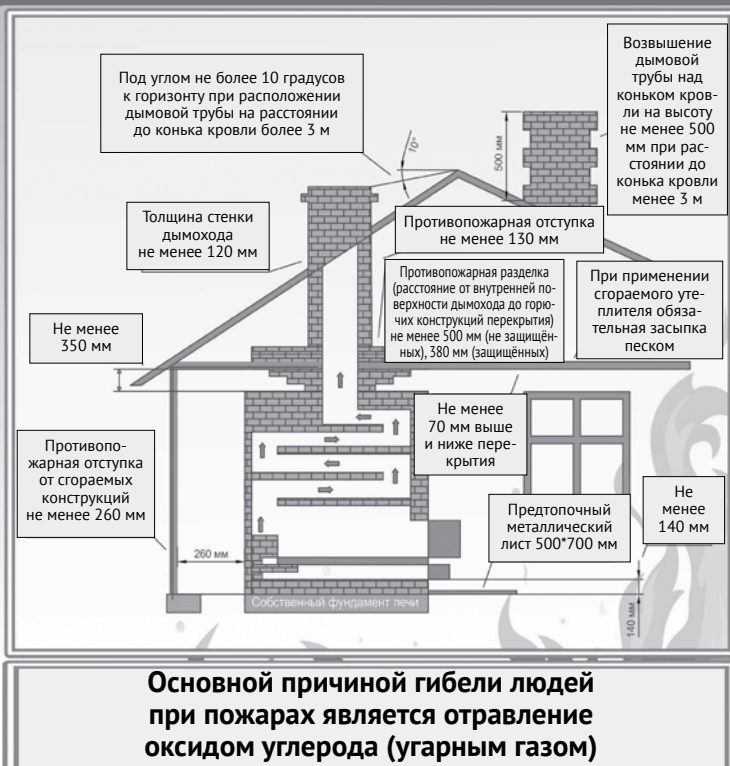 Под углом не более 10 градусов
к горизонту при расположении
дымовой трубы на расстоянии
до конька кровли более 3 м
Возвышение
дымовой
трубы над
коньком кров-
ли на высоту
не менее 500
мм при рас-
стоянии до
конька кровли
менее 3 м
10°
500 мм
Толщина стенки
дымохода
не менее 120 мм
Противопожарная отступка
не менее 130 мм
Противопожарная разделка
(расстояние от внутренней по-
верхности дымохода до горю-
чих конструкций перекрытия)
не менее 500 мм (не защищён-
ных), 380 мм (защищённых)
При применении
сгораемого уте-
плителя обяза-
тельная засыпка
песком
Не менее
350 мм
Не менее
70 мм выше
и ниже пере-
крытия
Противопо-
жарная отступка
от сгораемых
конструкций
не менее 260 мм
Предтопочный
металлический
лист 500*700 мм
Не
менее
140 мм
260 мм
Собственный фундамент печи
140 мм
Основной причиной гибели людей
при пожарах является отравление
оксидом углерода (угарным газом)